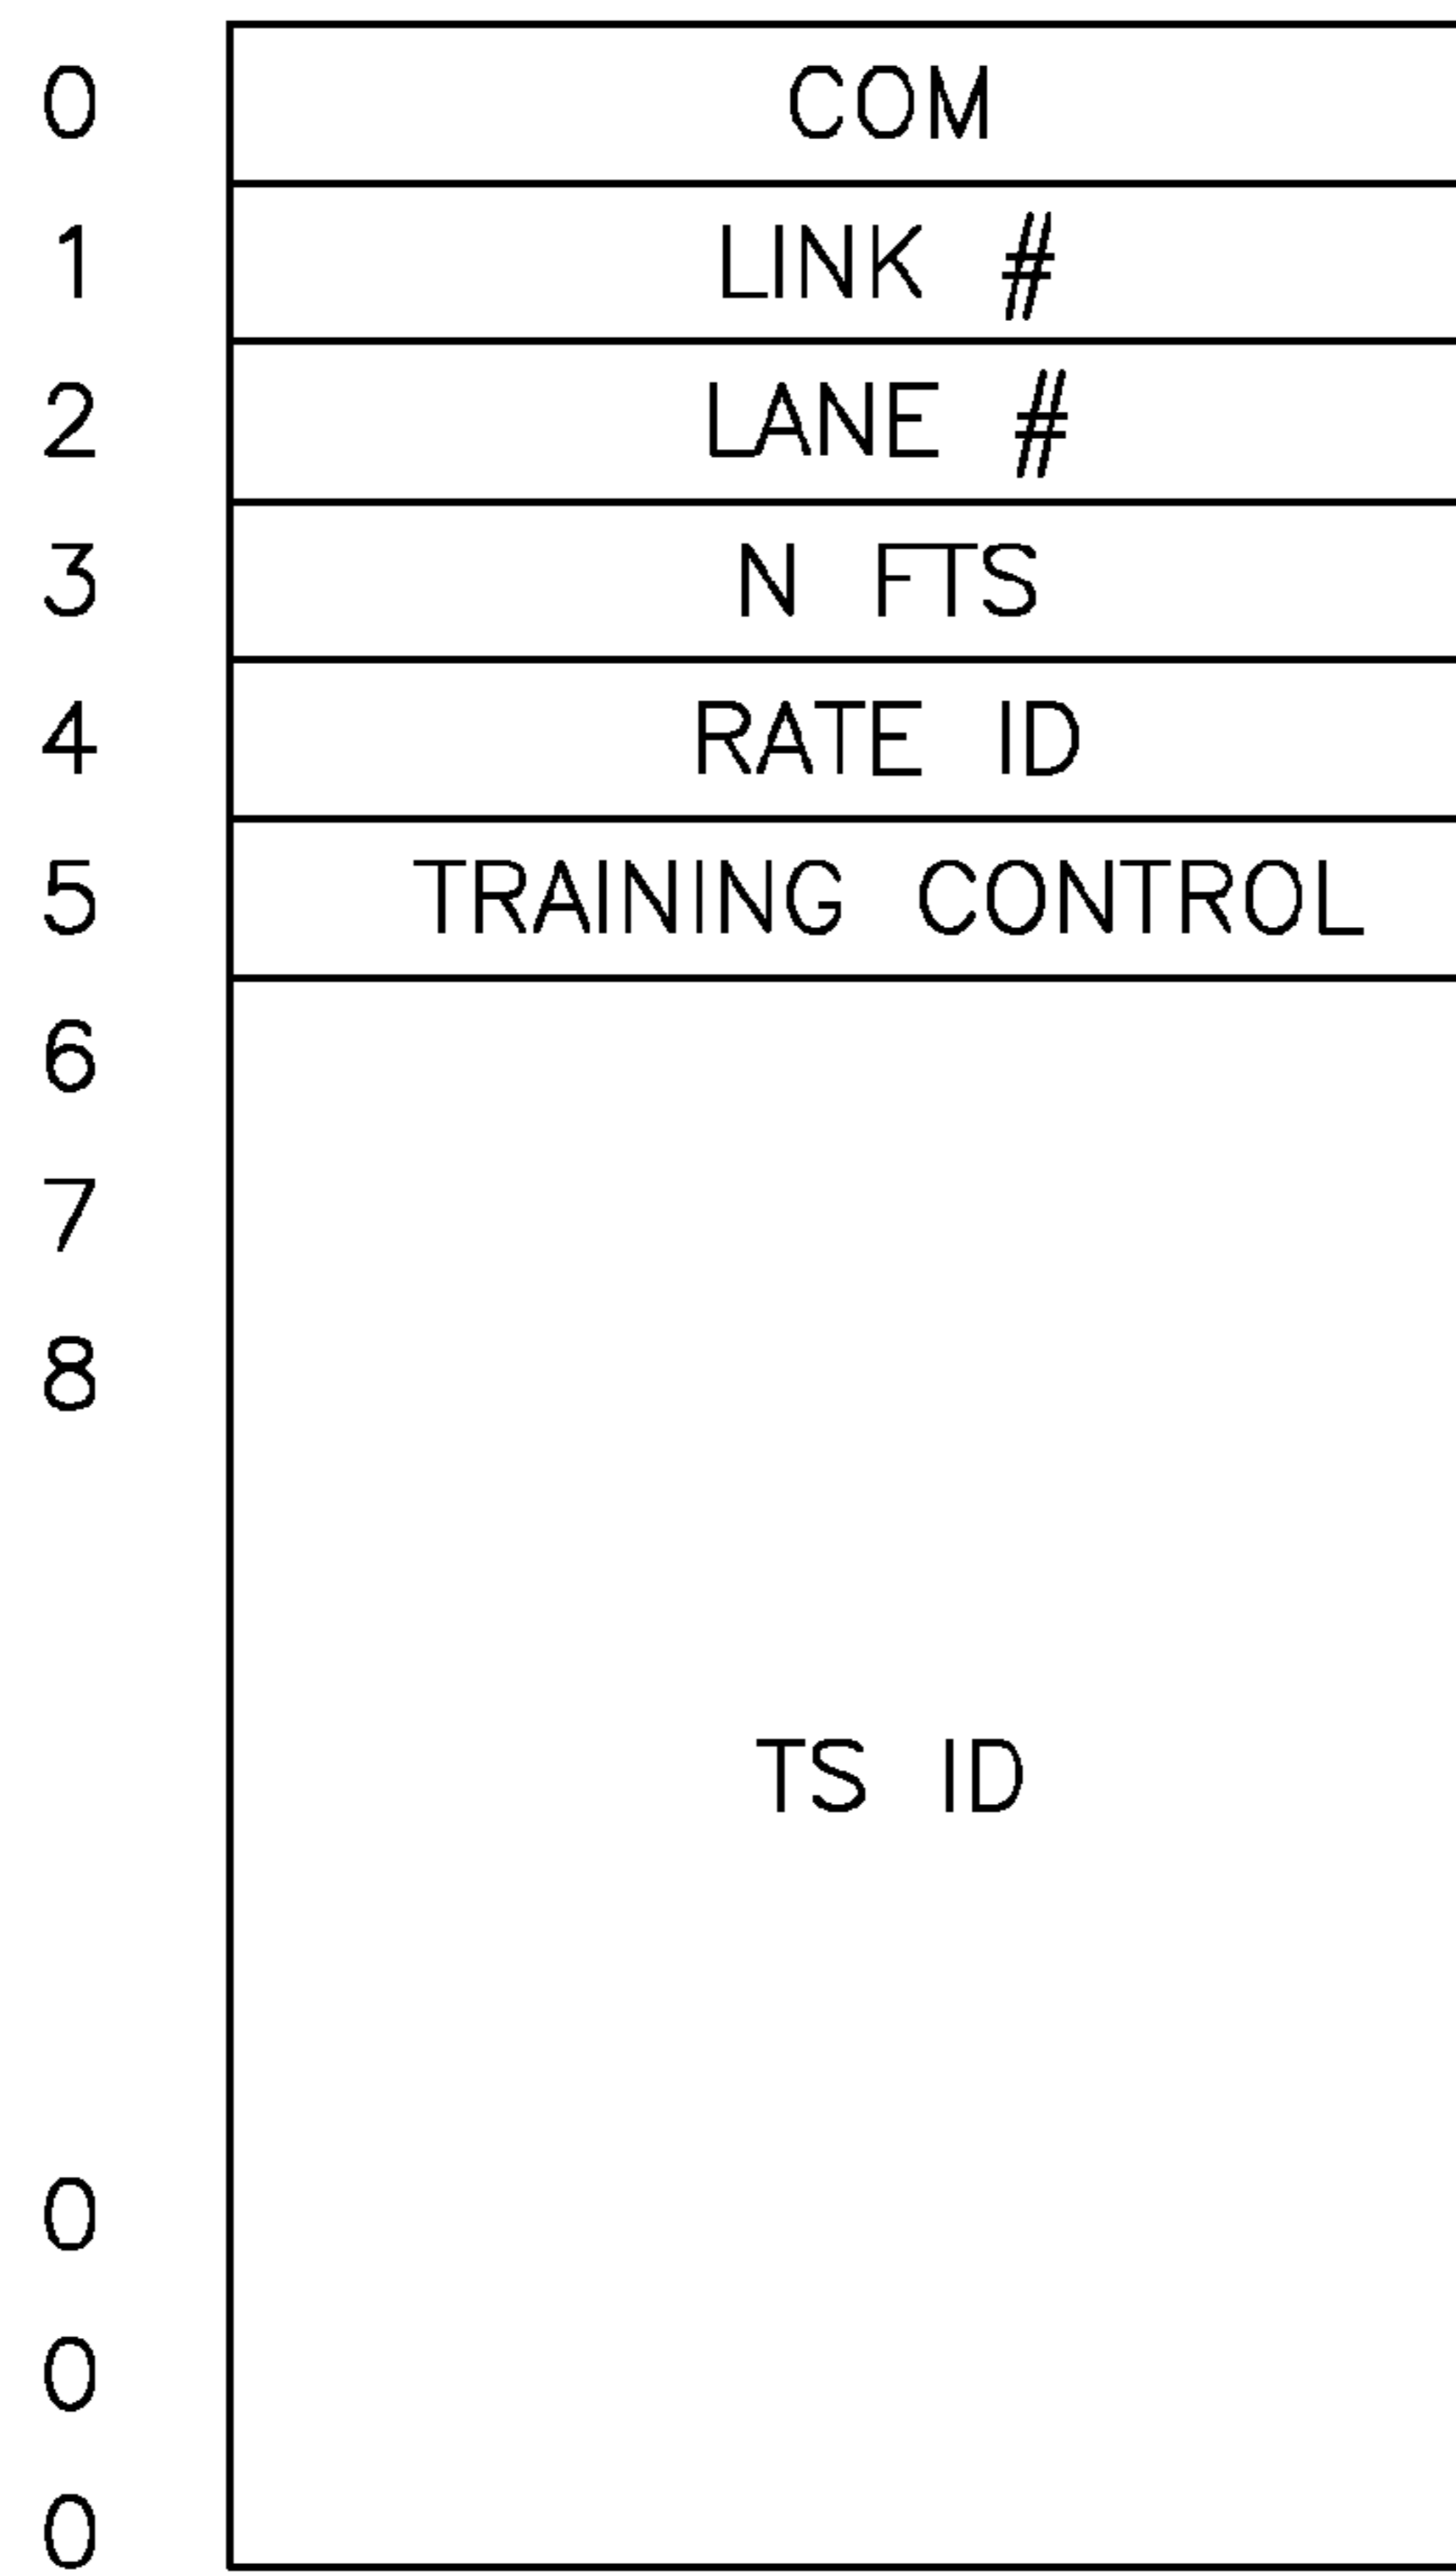 0 COM
1 LINK #
2 LANE #
3 N FTS
4 RATE ID
5 TRAINING CONTROL
6
7
8
TS ID
0
0
0